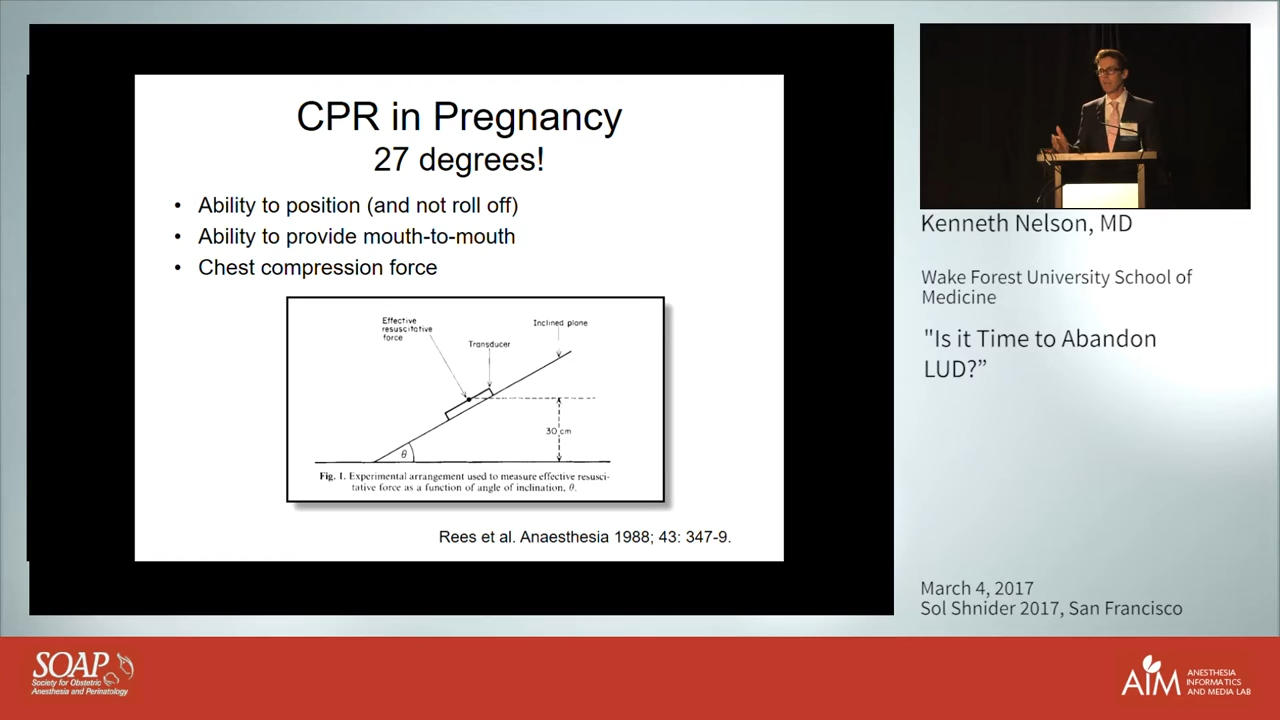 CPR in Pregnancy
27 degrees!
• Ability to position (and not roll off)
• Ability to provide mouth-to-mouth
• Chest compression force
Effective
resuscitative
force
Transducer
Inclined plane
30 cm
θ
Fig. 1. Experimental arrangement used to measure effective resusci-
tative force as a function of angle of inclination, θ.
Rees et al. Anaesthesia 1988; 43: 347-9.
Kenneth Nelson, MD
Wake Forest University School of
Medicine
"Is it Time to Abandon
LUD?”
March 4, 2017
Sol Shnider 2017, San Francisco
SOAP
Society for Obstetric
Anesthesia and Perinatology
AIM
ANESTHESIA
INFORMATICS
AND MEDIA LAB